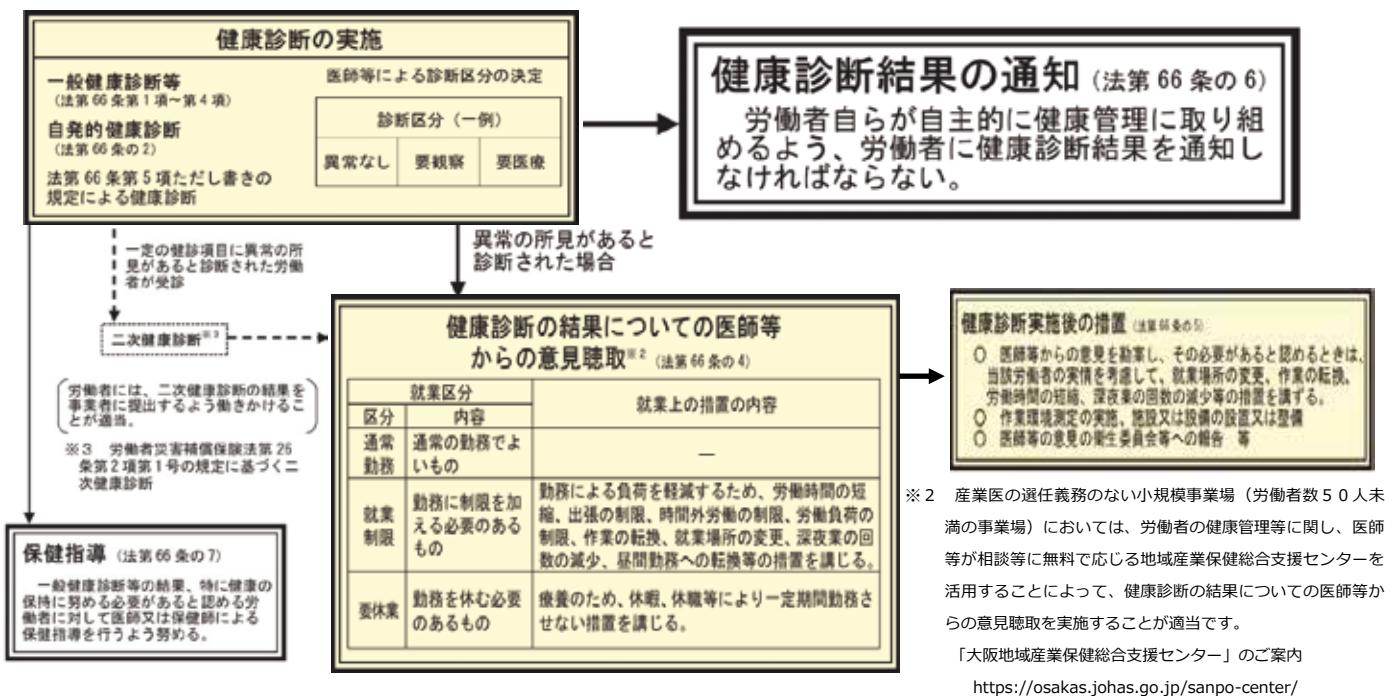 健康診断の実施
一般健康診断等
(法第66条第1項～第4項)
自発的健康診断
(法第66条の2)
法第66条第5項ただし書きの
規定による健康診断
医師等による診断区分の決定
診断区分（一例）
異常なし 要観察 要医療
健康診断結果の通知 (法第66条の6)
労働者自らが自主的に健康管理に取り組
めるよう、労働者に健康診断結果を通知し
なければならない。
一定の健診項目に異常の所
見があると診断された労働
者が受診
異常の所見があると
診断された場合
二次健康診断※3
労働者には、二次健康診断の結果を
事業者に提出するよう働きかけるこ
とが適当。
※3 労働者災害補償保険法第26
条第2項第1号の規定に基づく二
次健康診断
保健指導 (法第66条の7)
一般健康診断等の結果、特に健康の
保持に努める必要があると認める労
働者に対して医師又は保健師による
保健指導を行うよう努める。
健康診断の結果についての医師等
からの意見聴取※2 (法第66条の4)
就業区分 就業上の措置の内容
区分 内容
通常
勤務
通常の勤務でよ
いもの
―
就業
制限
勤務に制限を加
える必要のある
もの
勤務による負荷を軽減するため、労働時間の短
縮、出張の制限、時間外労働の制限、労働負荷の
制限、作業の転換、就業場所の変更、深夜業の回
数の減少、昼間勤務への転換等の措置を講じる。
要休業
勤務を休む必要
のあるもの
療養のため、休暇、休職等により一定期間勤務さ
せない措置を講じる。
健康診断実施後の措置 (法第66条の5)
○ 医師等からの意見を勘案し、その必要があると認めるときは、
当該労働者の実情を考慮して、就業場所の変更、作業の転換、
労働時間の短縮、深夜業の回数の減少等の措置を講ずる。
○ 作業環境測定の実施、施設又は設備の設置又は整備
○ 医師等の意見の衛生委員会等への報告 等
※2 産業医の選任義務のない小規模事業場（労働者数５０人未
満の事業場）においては、労働者の健康管理等に関し、医師
等が相談等に無料で応じる地域産業保健総合支援センターを
活用することによって、健康診断の結果についての医師等か
らの意見聴取を実施することが適当です。
「大阪地域産業保健総合支援センター」のご案内
https://osakas.johas.go.jp/sanpo-center/